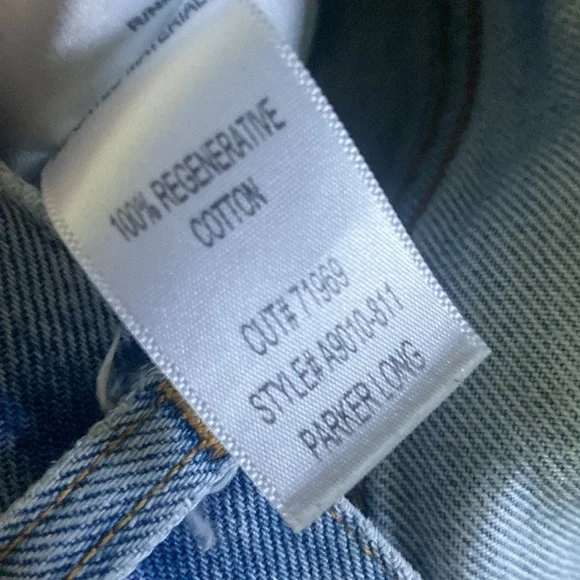 100% REGENERATIVE
COTTON
CUT# 71969
STYLE# A9010-811
PARKER LONG